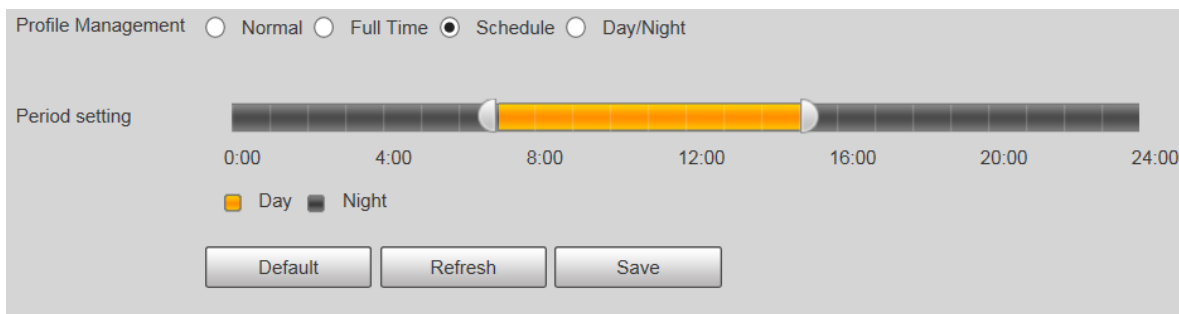 Profile Management Normal Full Time Schedule Day/Night
Period setting
0:00 4:00 8:00 12:00 16:00 20:00 24:00
Day Night
Default Refresh Save